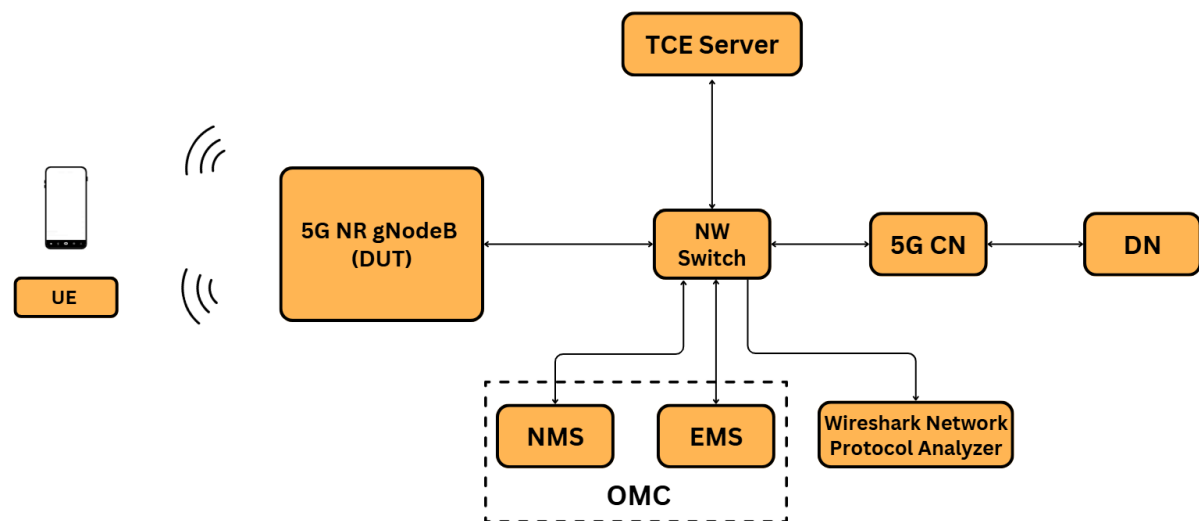 TCE Server
5G NR gNodeB
(DUT)
NW
Switch
5G CN
DN
UE
NMS
EMS
Wireshark Network
Protocol Analyzer
OMC